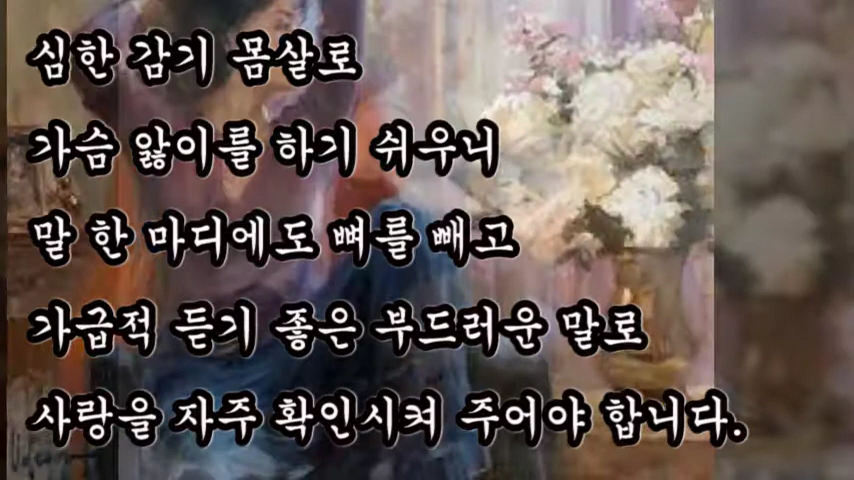 심한 감기 몸살로
가슴 앓이를 하기 쉬우니
말 한 마디에도 뼈를 빼고
가급적 듣기 좋은 부드러운 말로
사랑을 자주 확인시켜 주어야 합니다.